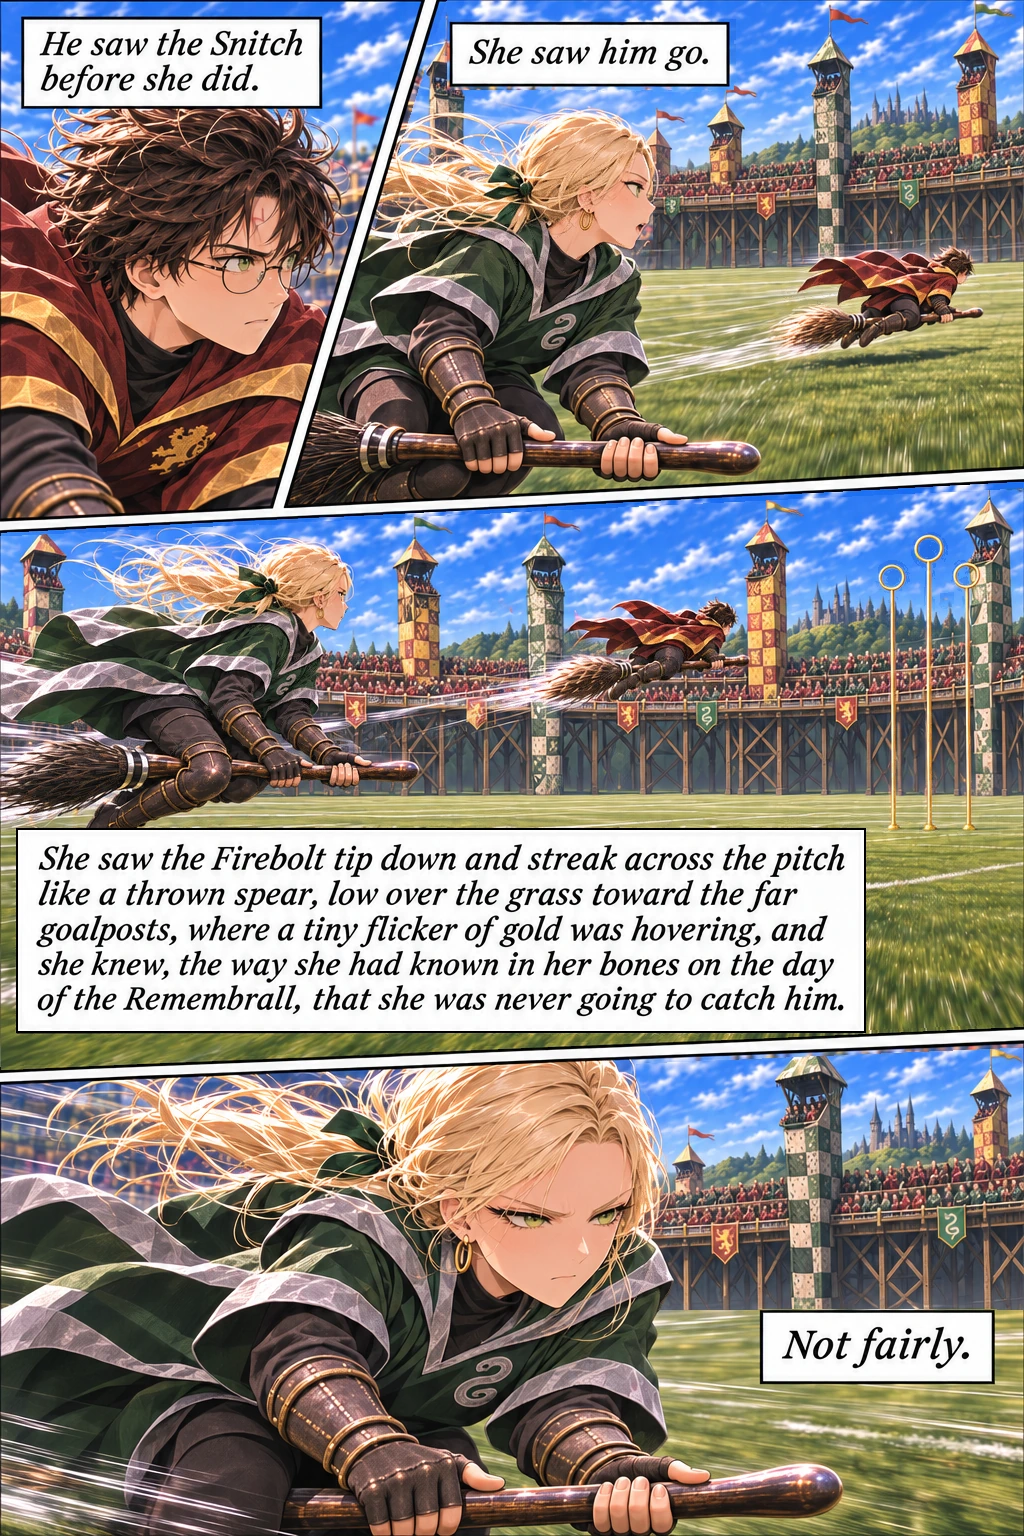 He saw the Snitch
before she did.
She saw him go.
She saw the Firebolt tip down and streak across the pitch
like a thrown spear, low over the grass toward the far
goalposts, where a tiny flicker of gold was hovering, and
she knew, the way she had known in her bones on the day
of the Remembrall, that she was never going to catch him.
Not fairly.